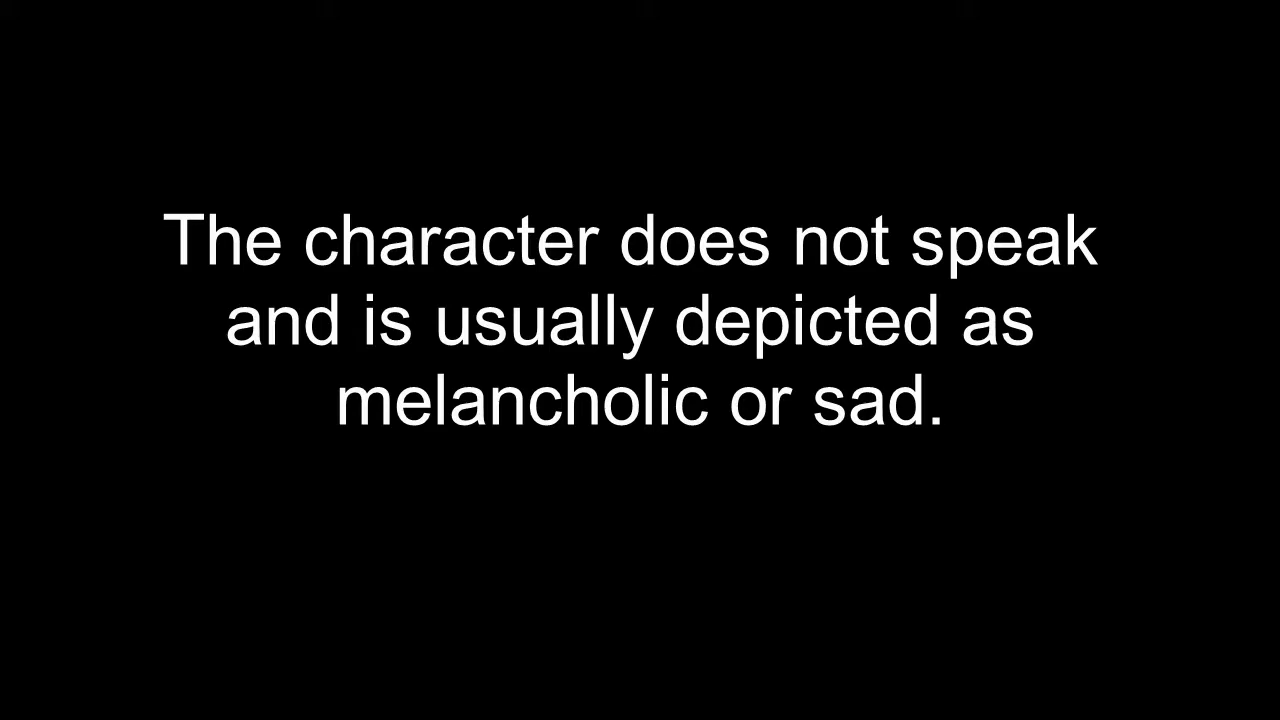 The character does not speak
and is usually depicted as
melancholic or sad.